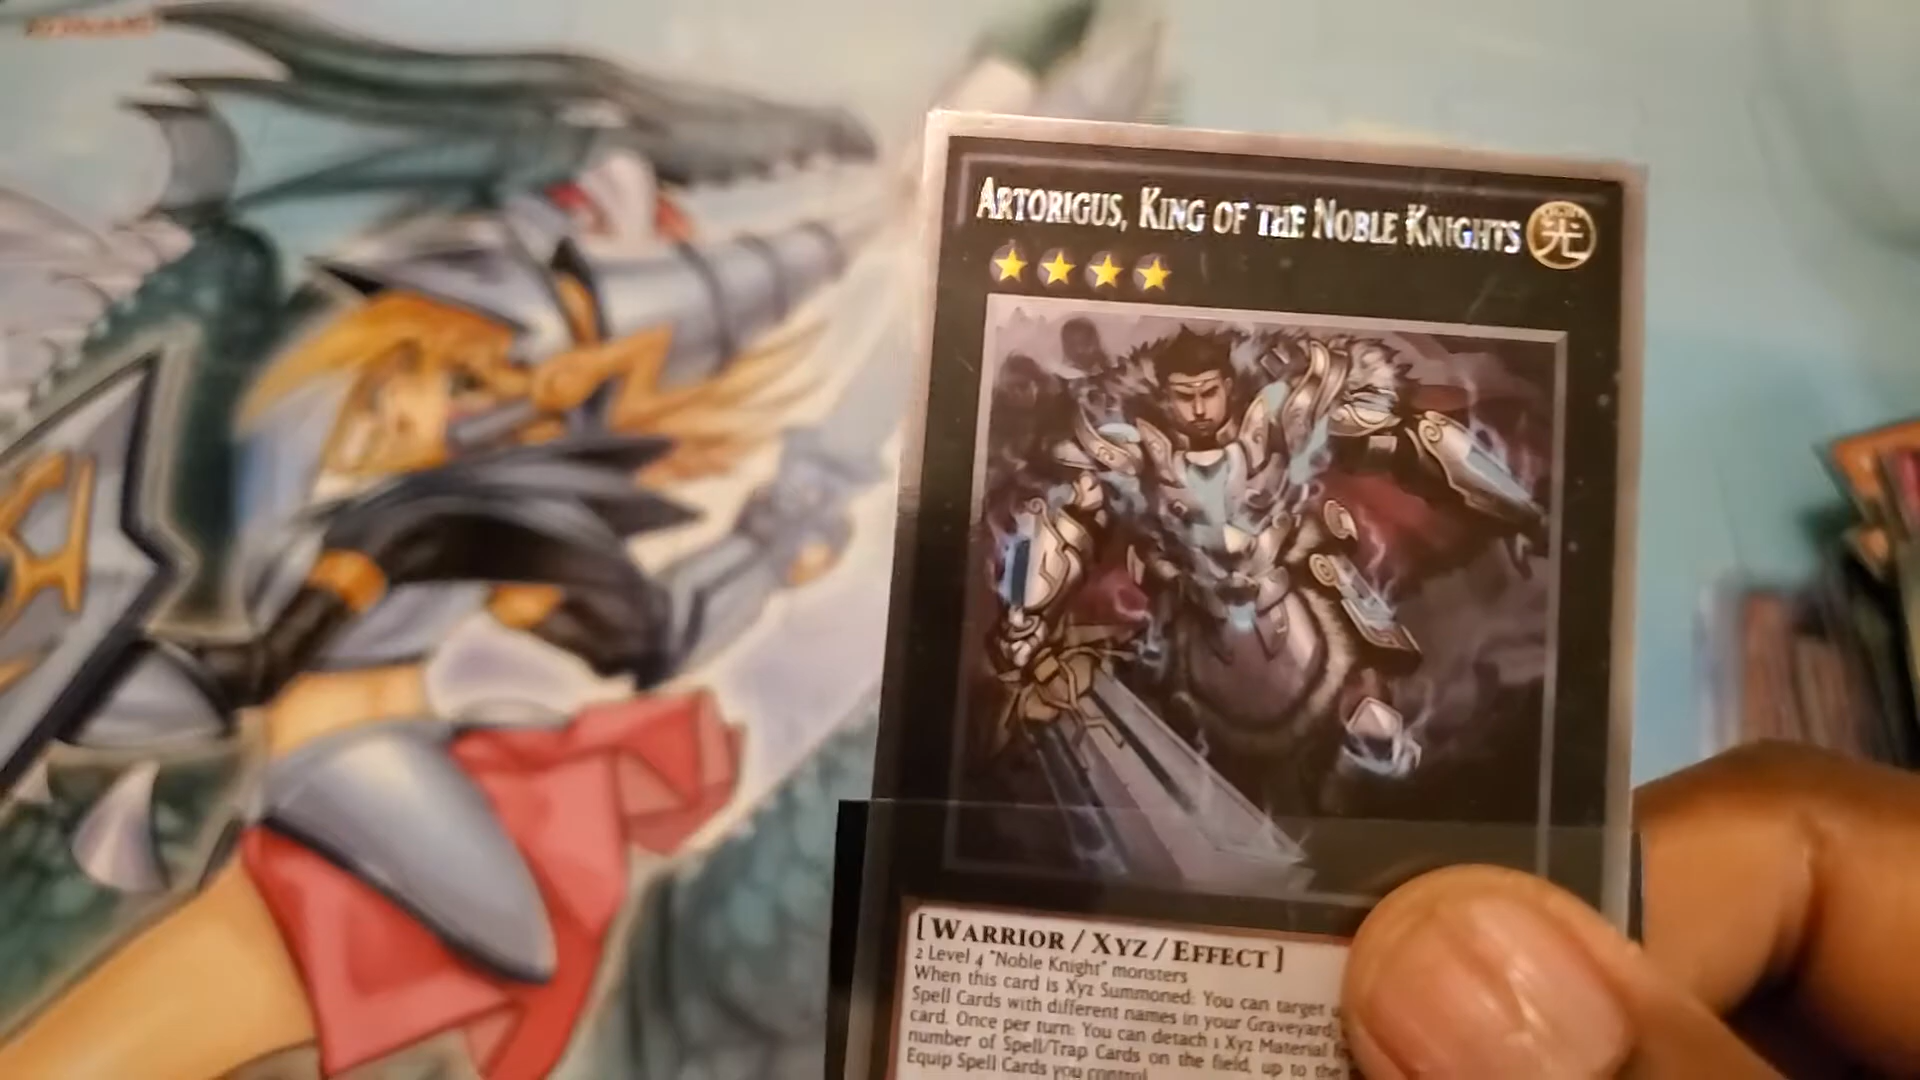 ARTORIGUS, KING OF THE NOBLE KNIGHTS
光
[WARRIOR/XYZ/EFFECT]
2 Level 4 "Noble Knight" monsters
When this card is Xyz Summoned: You can target
Spell Cards with different names in your Graveyard;
card. Once per turn: You can detach 1 Xyz Material
number of Spell/Trap Cards on the field, up to the
Equip Spell Cards you control.